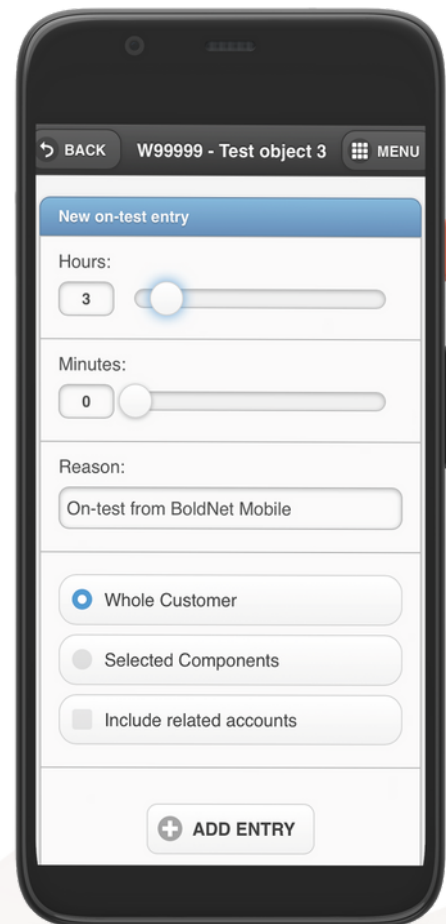 BACK W99999 - Test object 3 MENU
New on-test entry
Hours:
3
Minutes:
0
Reason:
On-test from BoldNet Mobile
Whole Customer
Selected Components
Include related accounts
ADD ENTRY